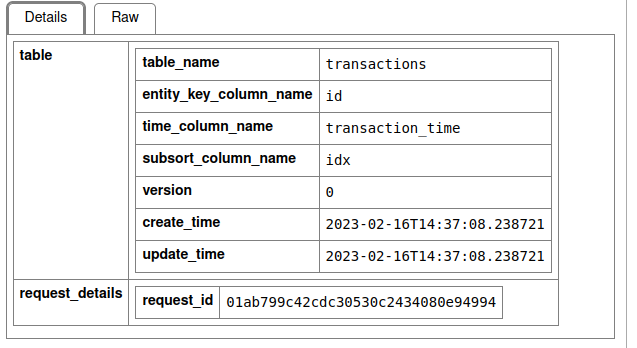 Details Raw
table
table_name transactions
entity_key_column_name id
time_column_name transaction_time
subsort_column_name idx
version 0
create_time 2023-02-16T14:37:08.238721
update_time 2023-02-16T14:37:08.238721
request_details
request_id 01ab799c42cdc30530c2434080e94994